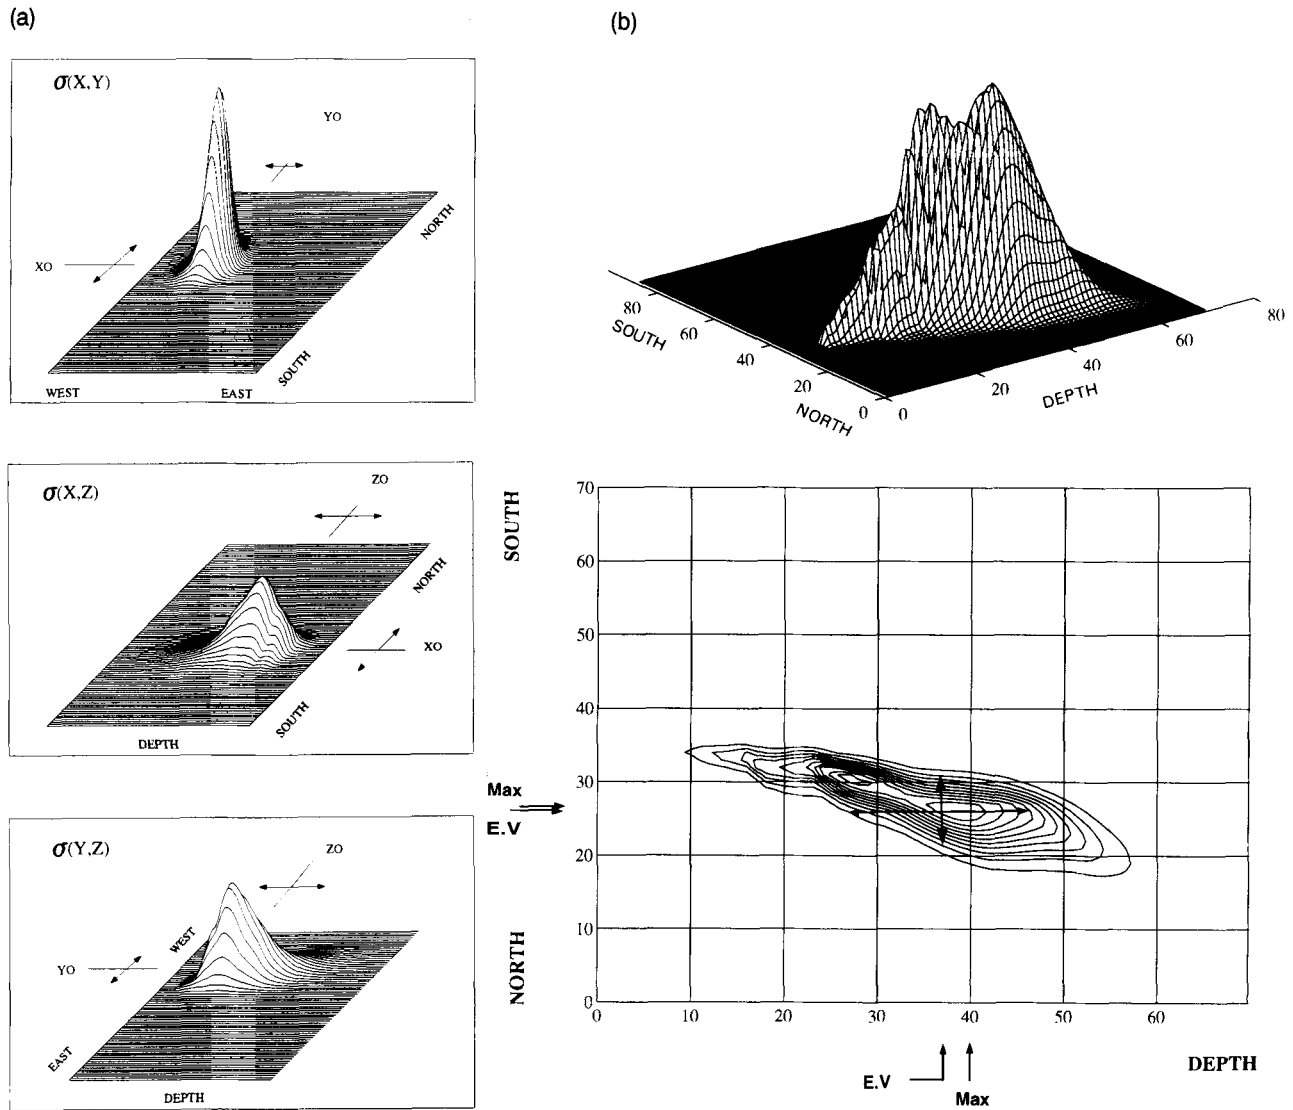 (a)
σ(X,Y)
YO
XO
NORTH
SOUTH
WEST
EAST
σ(X,Z)
ZO
NORTH
XO
SOUTH
DEPTH
σ(Y,Z)
ZO
WEST
YO
EAST
DEPTH
(b)
80
60
40
20
0
SOUTH
NORTH
0
20
40
60
80
DEPTH
SOUTH
NORTH
70
60
50
40
30
20
10
0
Max
E.V
0
10
20
30
40
50
60
DEPTH
E.V
Max